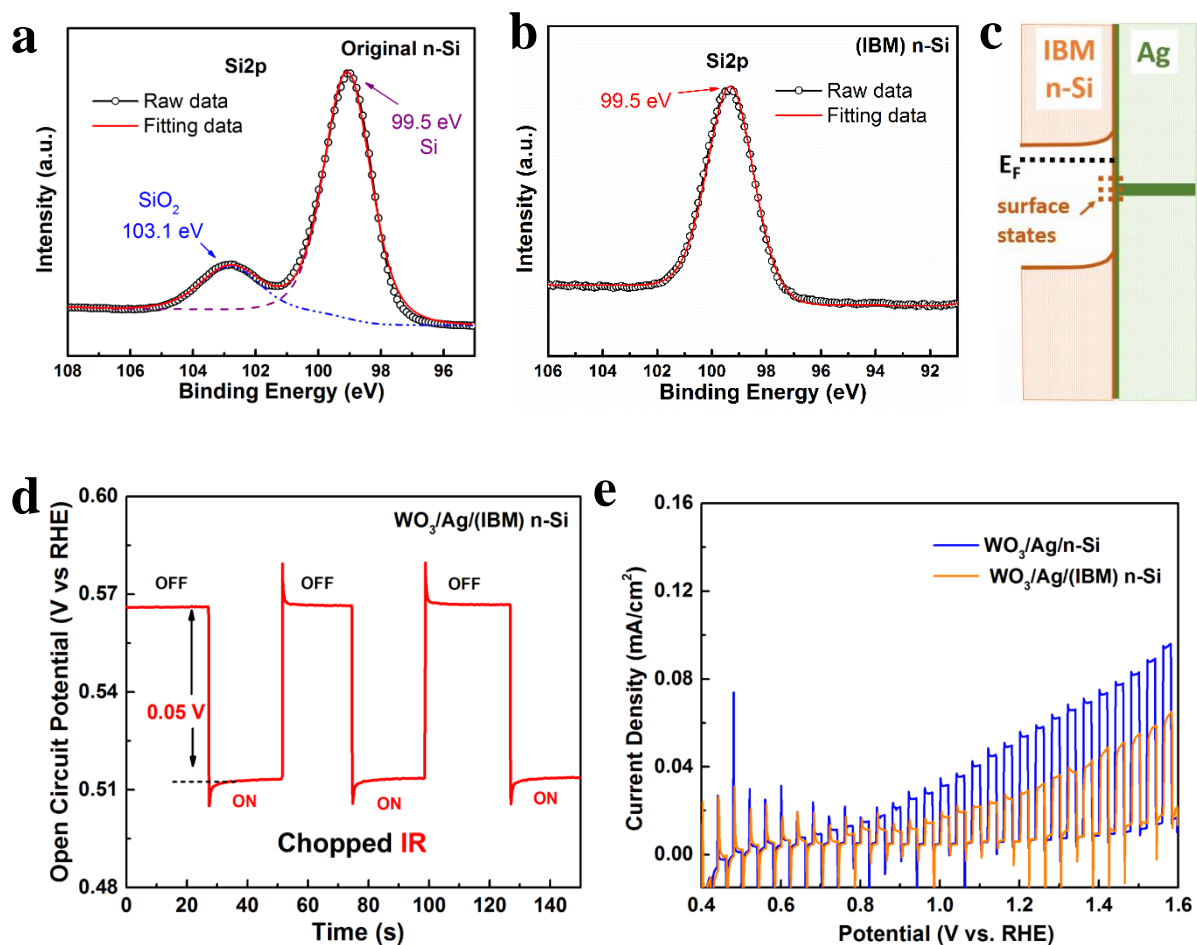 a
Original n-Si
Si2p
Raw data
Fitting data
99.5 eV
Si
SiO₂
103.1 eV
Intensity (a.u.)
108 106 104 102 100 98 96
Binding Energy (eV)
b
(IBM) n-Si
Si2p
99.5 eV
Raw data
Fitting data
Intensity (a.u.)
106 104 102 100 98 96 94 92
Binding Energy (eV)
c
IBM
n-Si
Ag
E_F
surface
states
d
WO₃/Ag/(IBM) n-Si
Open Circuit Potential (V vs RHE)
0.60
0.57
0.54
0.51
0.48
OFF OFF OFF
0.05 V
ON ON ON
Chopped IR
0 20 40 60 80 100 120 140
Time (s)
e
WO₃/Ag/n-Si
WO₃/Ag/(IBM) n-Si
Current Density (mA/cm²)
0.16
0.12
0.08
0.04
0.00
0.4 0.6 0.8 1.0 1.2 1.4 1.6
Potential (V vs. RHE)